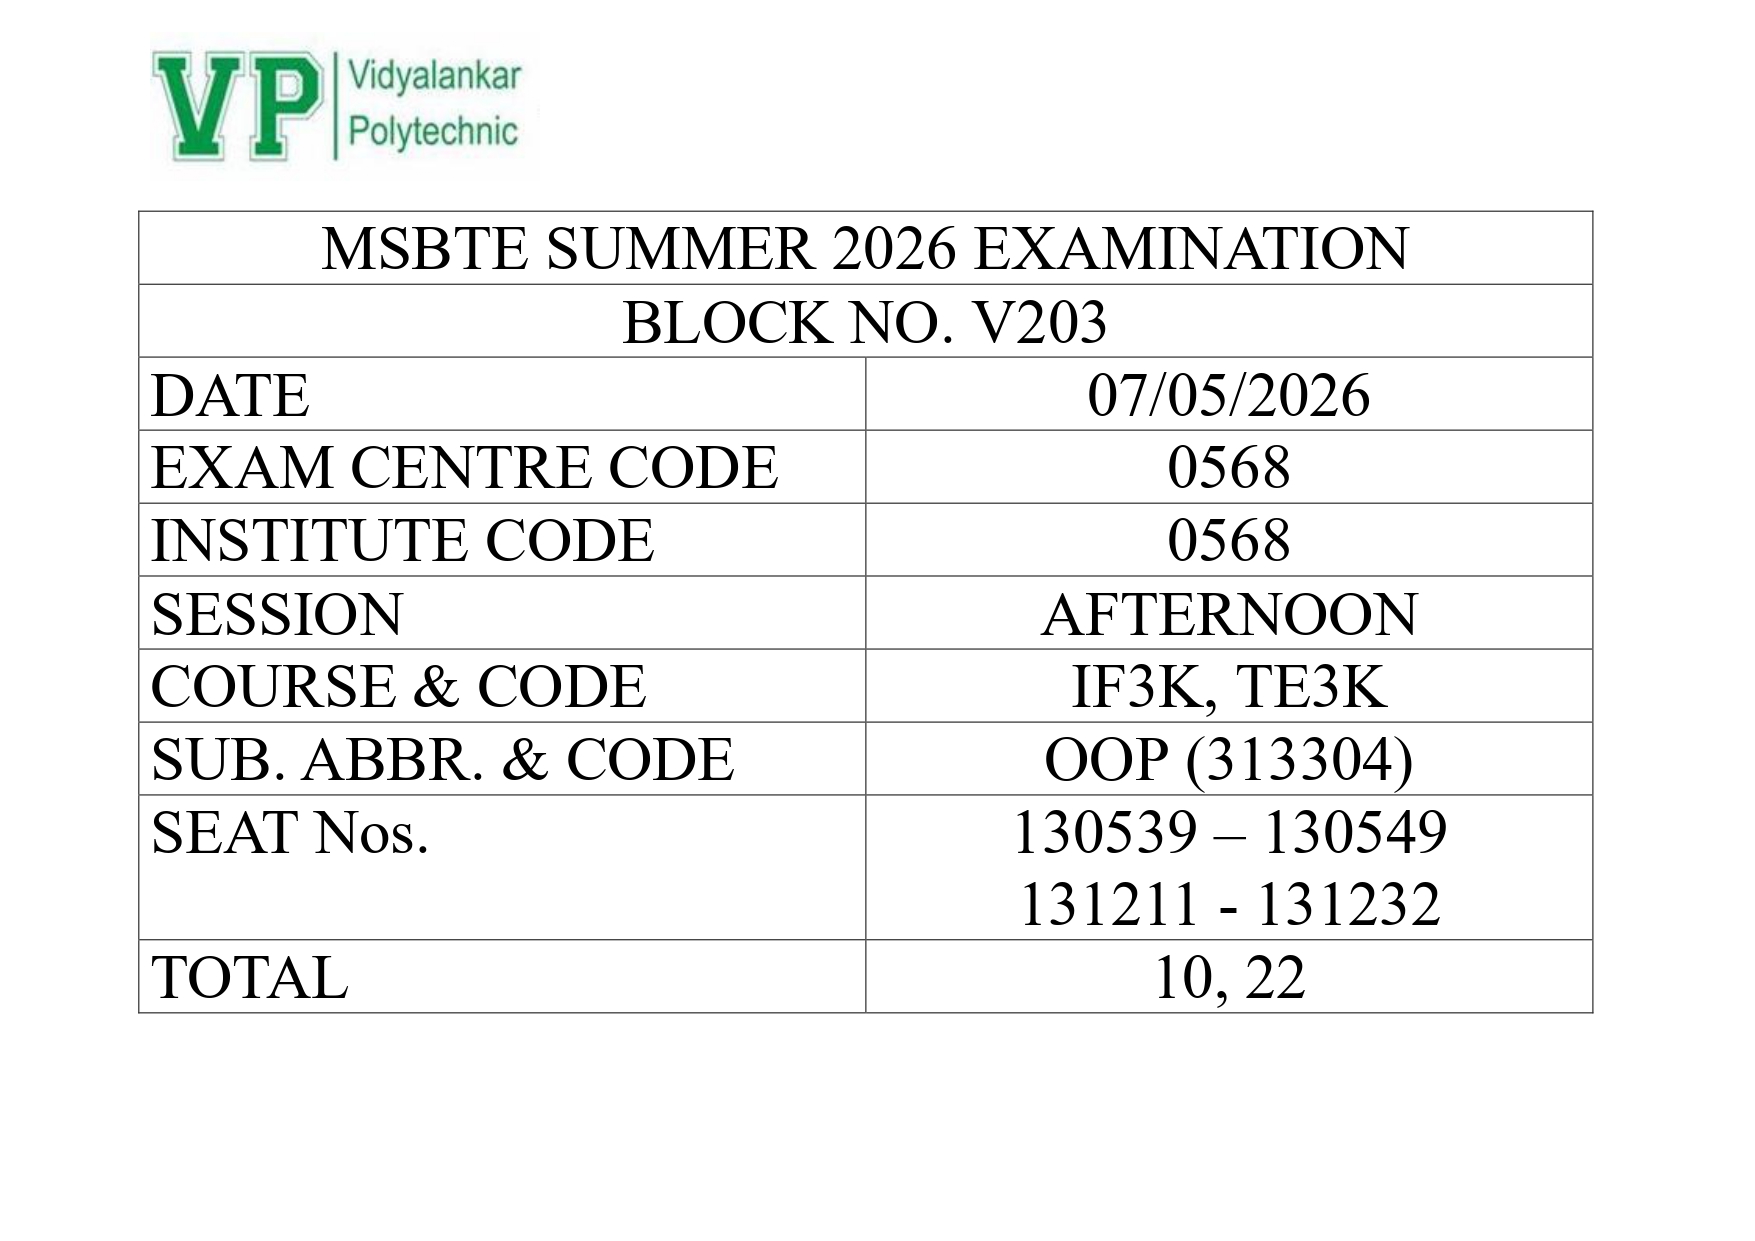 VP Vidyalankar
Polytechnic
MSBTE SUMMER 2026 EXAMINATION
BLOCK NO. V203
DATE 07/05/2026
EXAM CENTRE CODE 0568
INSTITUTE CODE 0568
SESSION AFTERNOON
COURSE & CODE IF3K, TE3K
SUB. ABBR. & CODE OOP (313304)
SEAT Nos. 130539 – 130549
131211 - 131232
TOTAL 10, 22